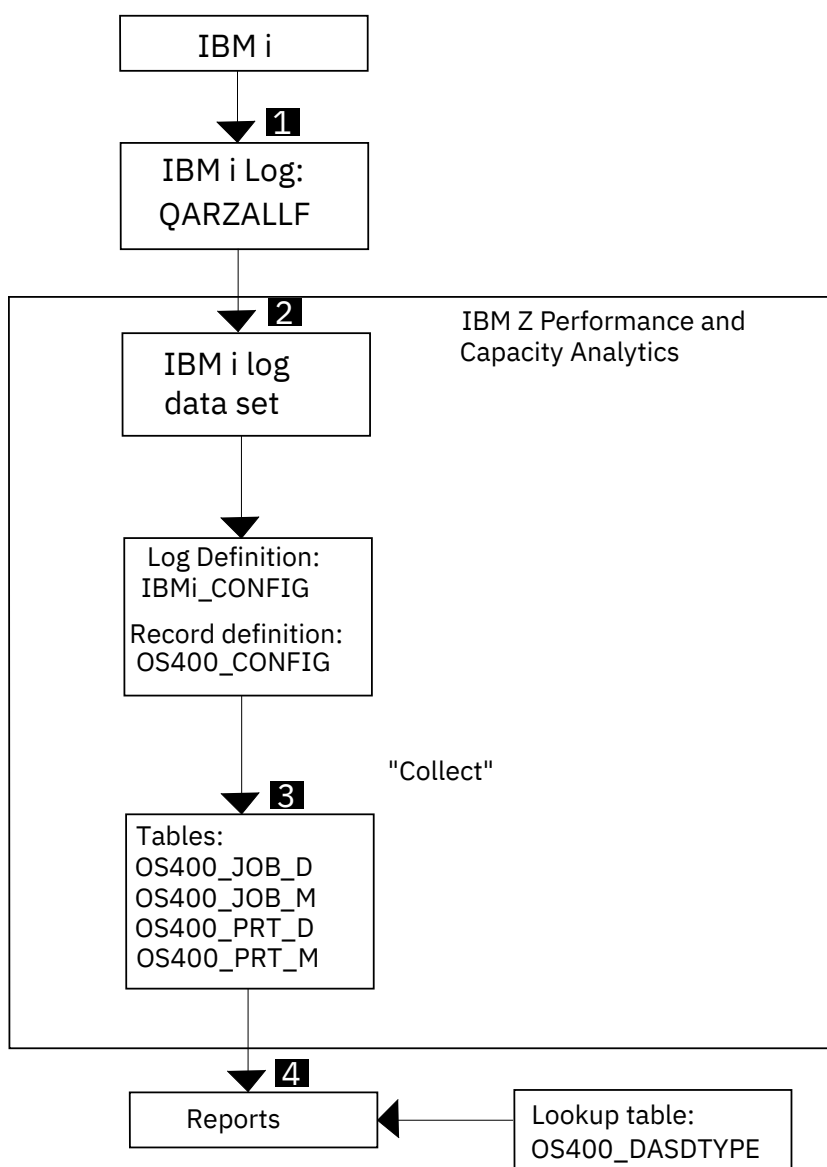 IBM i
1
IBM i Log:
QARZALLF
2
IBM Z Performance and
Capacity Analytics
IBM i log
data set
Log Definition:
IBMi_CONFIG
Record definition:
OS400_CONFIG
"Collect"
3
Tables:
OS400_JOB_D
OS400_JOB_M
OS400_PRT_D
OS400_PRT_M
4
Reports
Lookup table:
OS400_DASDTYPE